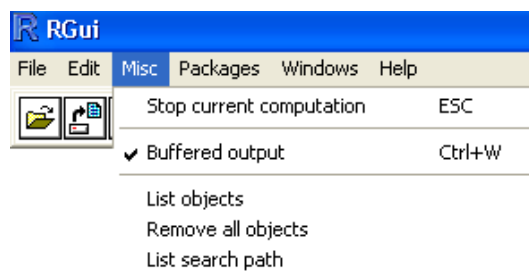 R RGui
File Edit Misc Packages Windows Help
Stop current computation ESC
Buffered output Ctrl+W
List objects
Remove all objects
List search path